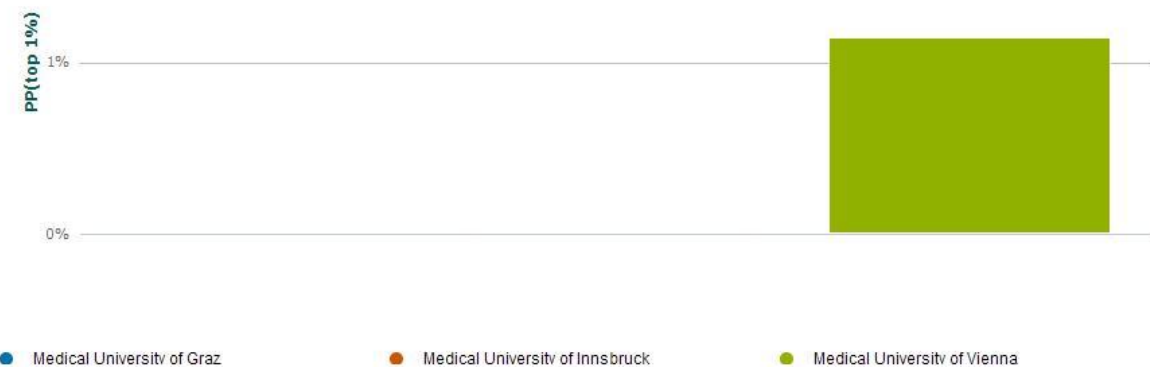 PP(top 1%)
1%
0%
Medical University of Graz
Medical University of Innsbruck
Medical University of Vienna